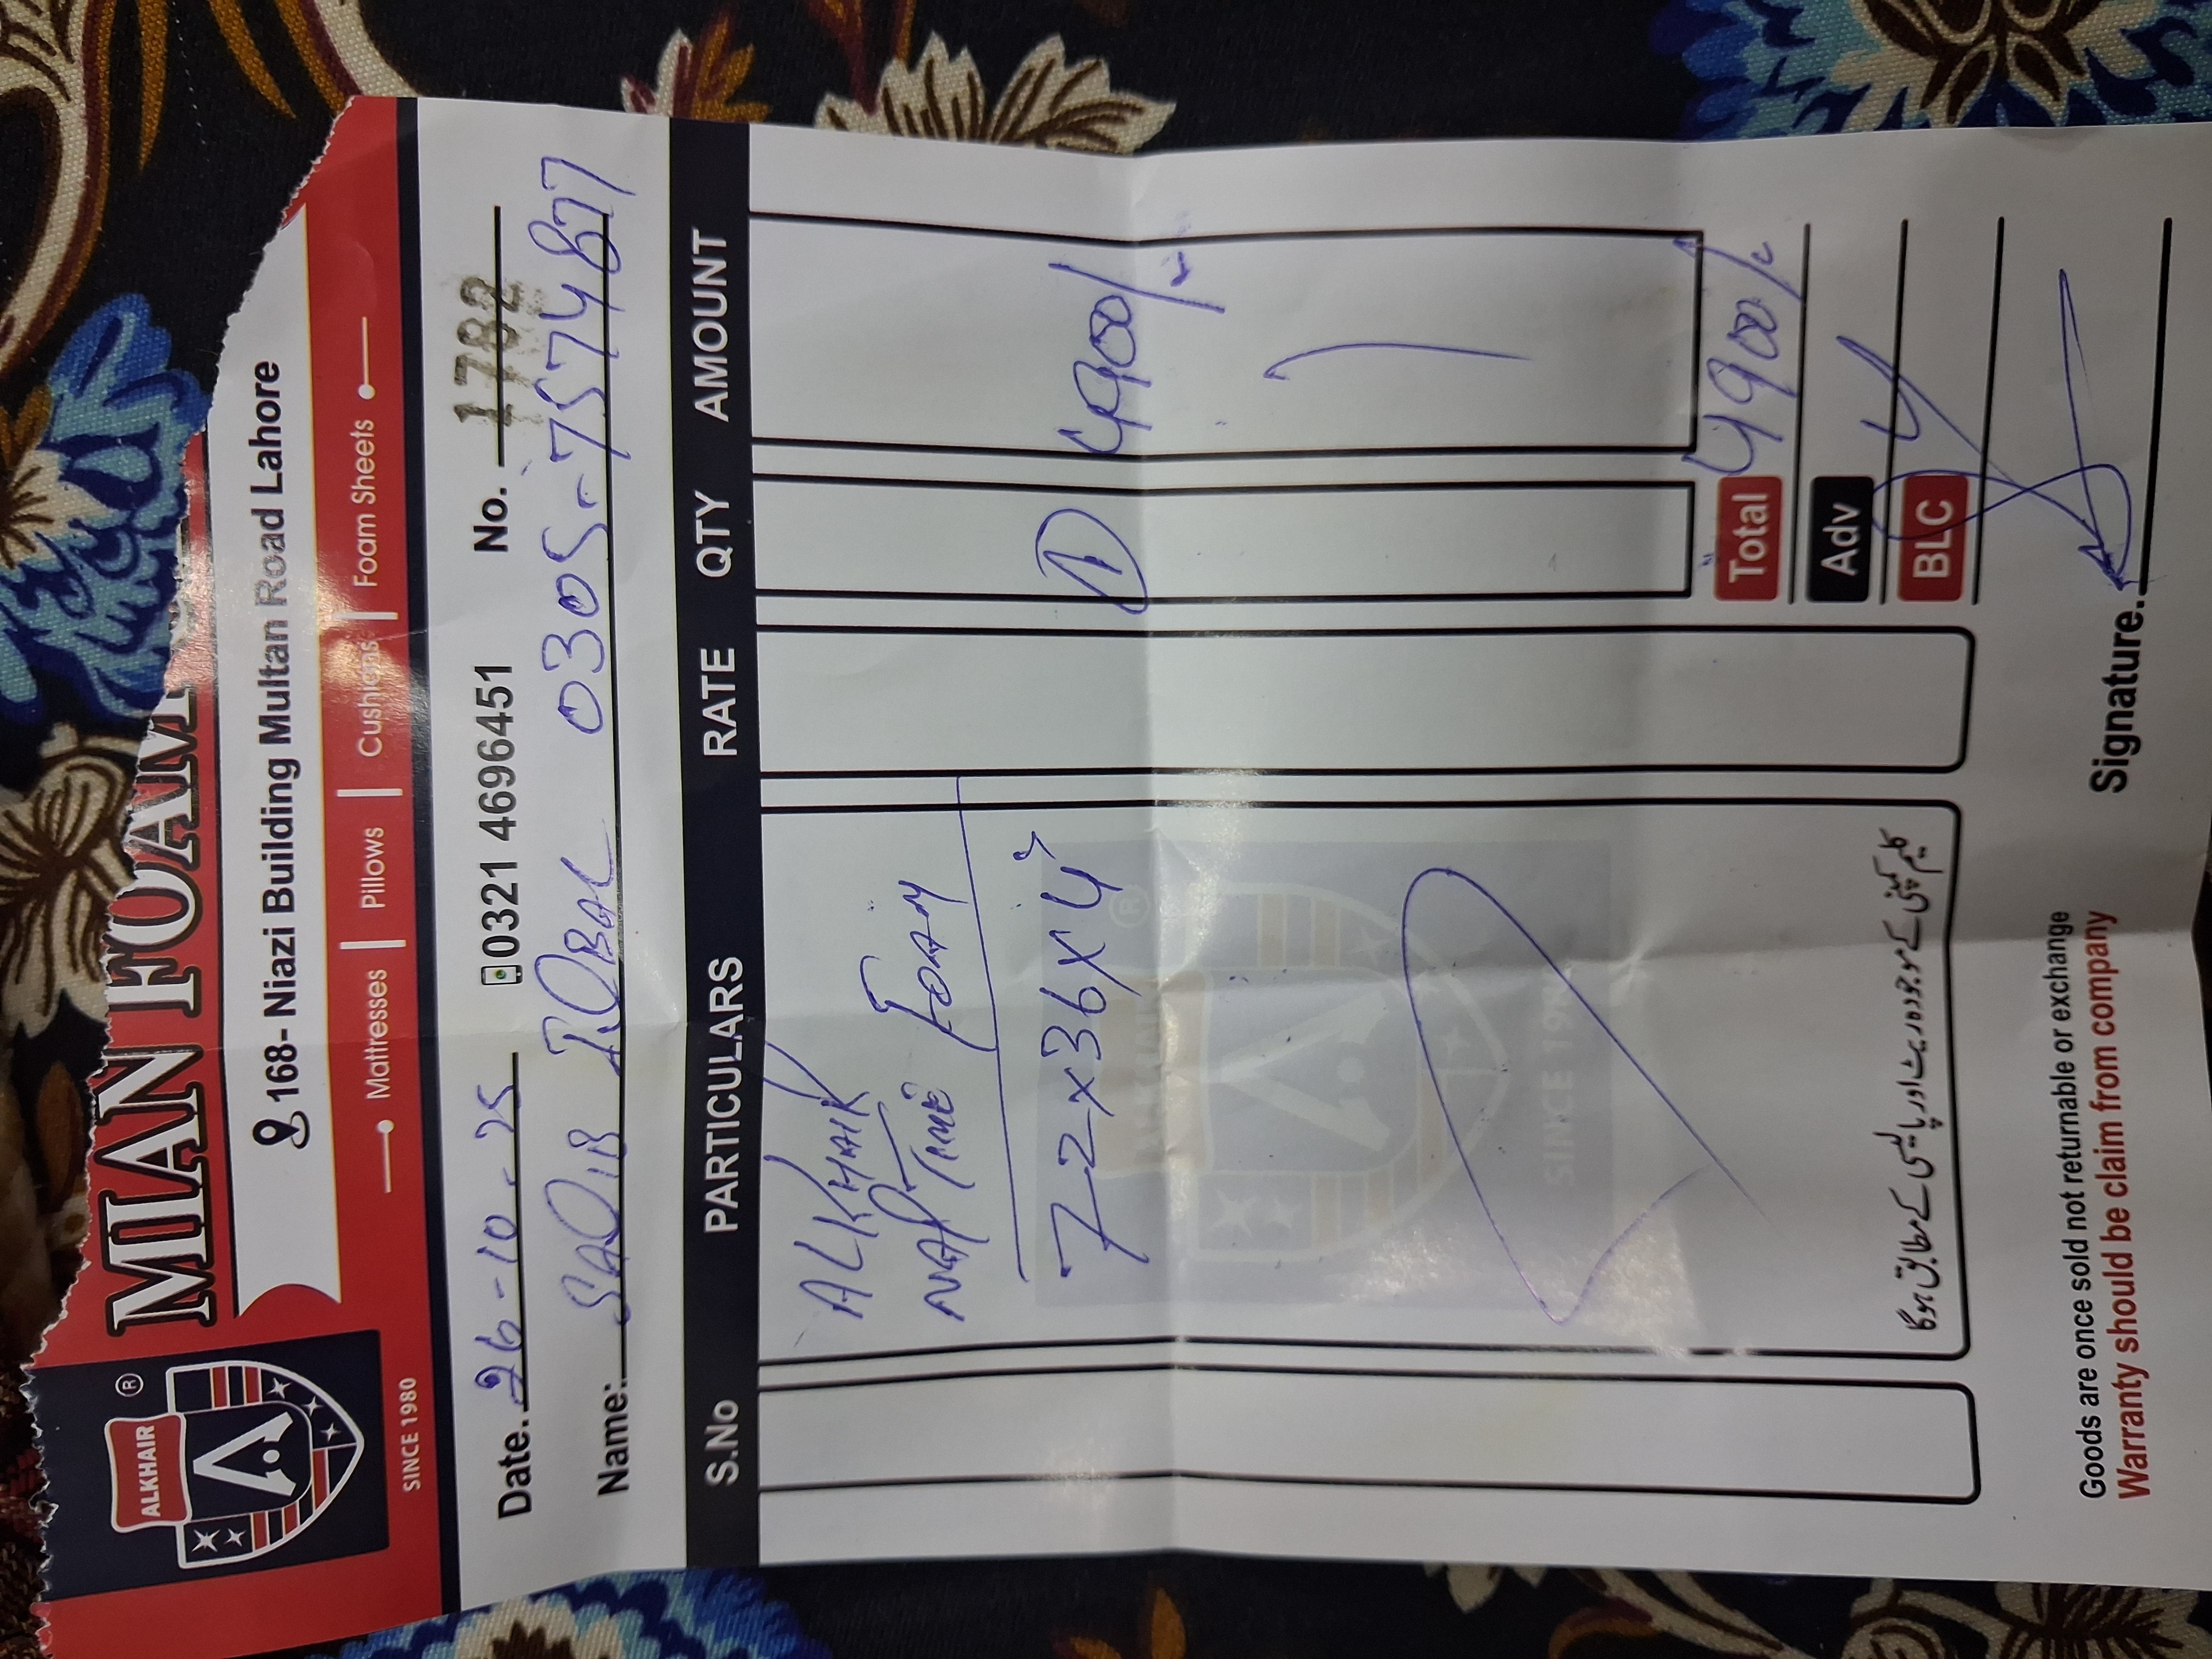 ALKHAIR
®
SINCE 1980
MIAN FOAM
168- Niazi Building Multan Road Lahore
Mattresses | Pillows | Cushions | Foam Sheets
Date. 26-10-25 0321 4696451 No. 1782
Name: SAQIB IQBAL 0305-7574877
S.No PARTICULARS RATE QTY AMOUNT
ALKHAIR
NAP TIME FOAM
72x36x4" 1 4900/-
ALKHAIR
®
SINCE 1980
Total 4900/-
Adv
BLC
کلیم کمپنی کے موجودہ ریٹ اور پالیسی کے مطابق ہوگا
Goods are once sold not returnable or exchange
Warranty should be claim from company
Signature.